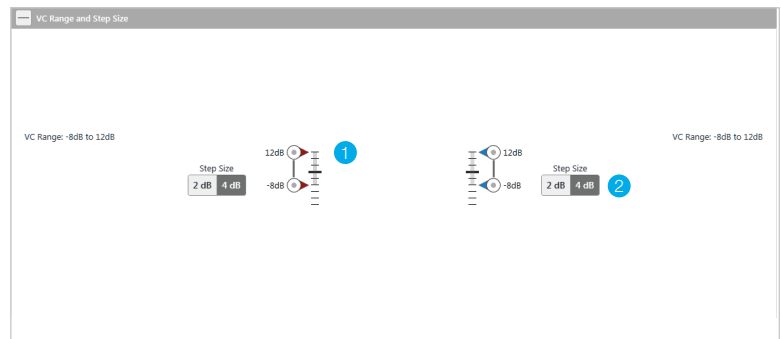 VC Range and Step Size
VC Range: -8dB to 12dB
VC Range: -8dB to 12dB
12dB
1
12dB
Step Size
Step Size
2 dB 4 dB
-8dB
-8dB
2 dB 4 dB
2